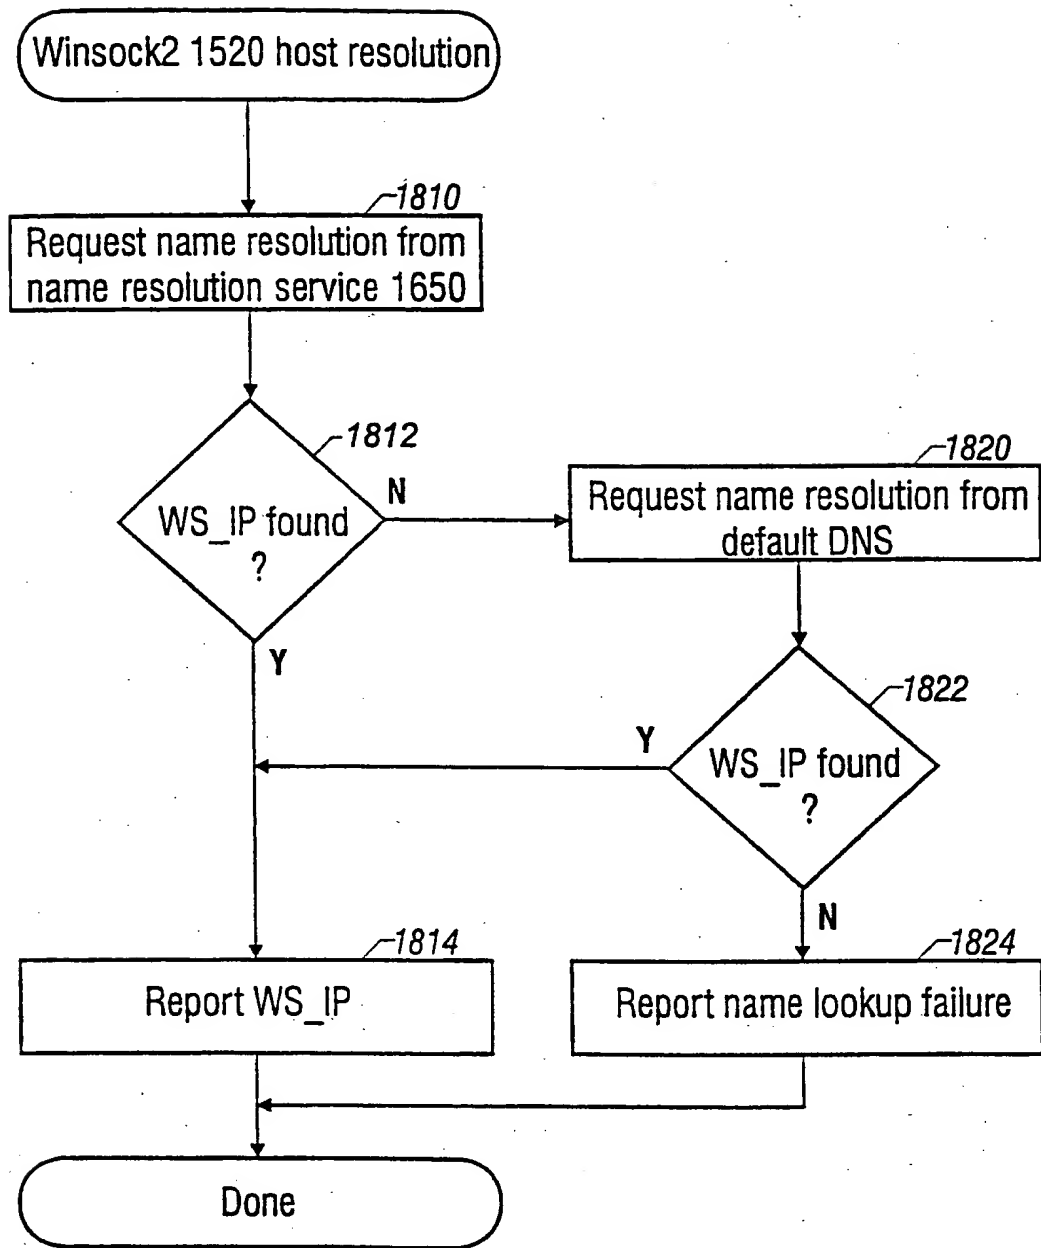 Winsock2 1520 host resolution
1810
Request name resolution from
name resolution service 1650
1812
WS_IP found
?
N
Y
1820
Request name resolution from
default DNS
1822
WS_IP found
?
Y
N
1814
Report WS_IP
1824
Report name lookup failure
Done